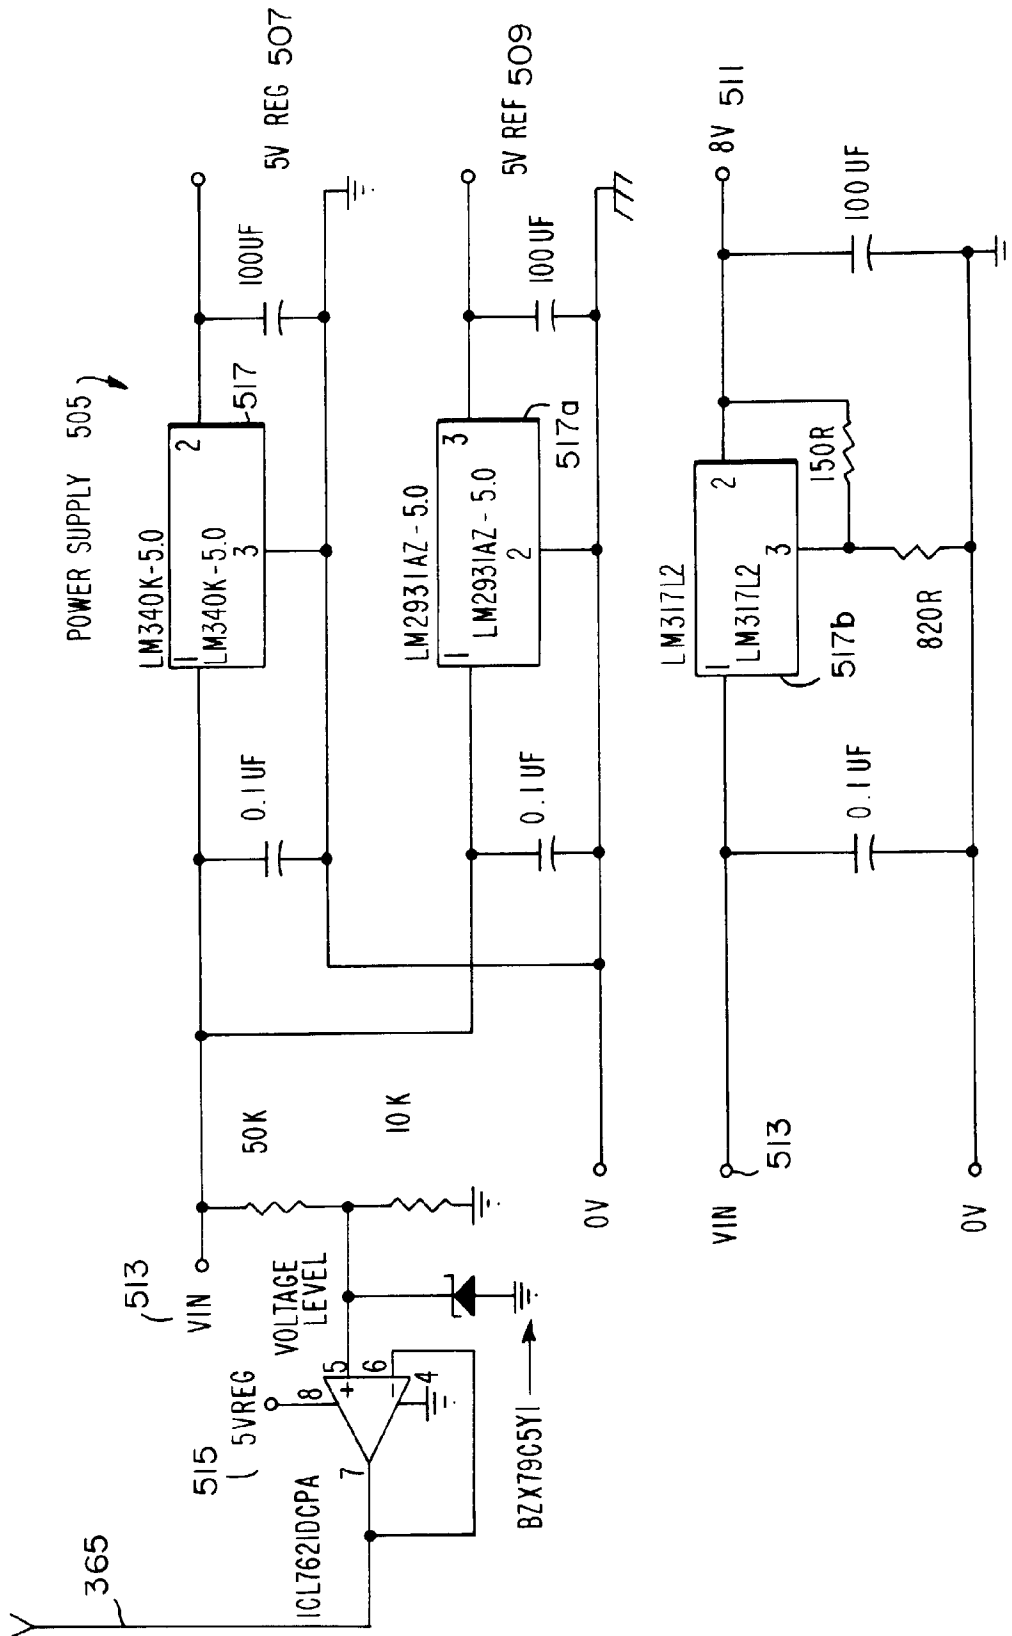 POWER SUPPLY 505
LM340K-5.0
1
LM340K-5.0
2
3
517
0.1UF
100UF
5V REG 507
LM2931AZ-5.0
1
LM2931AZ-5.0
3
2
517a
0.1UF
100UF
5V REF 509
513
VIN
50K
10K
0V
VOLTAGE
LEVEL
515
5VREG
8
5
+
6
−
4
7
ICL7621DCPA
BZX79C5Y1
365
LM317L2
1
LM317L2
2
3
517b
150R
820R
0.1UF
100UF
8V 511
VIN
513
0V